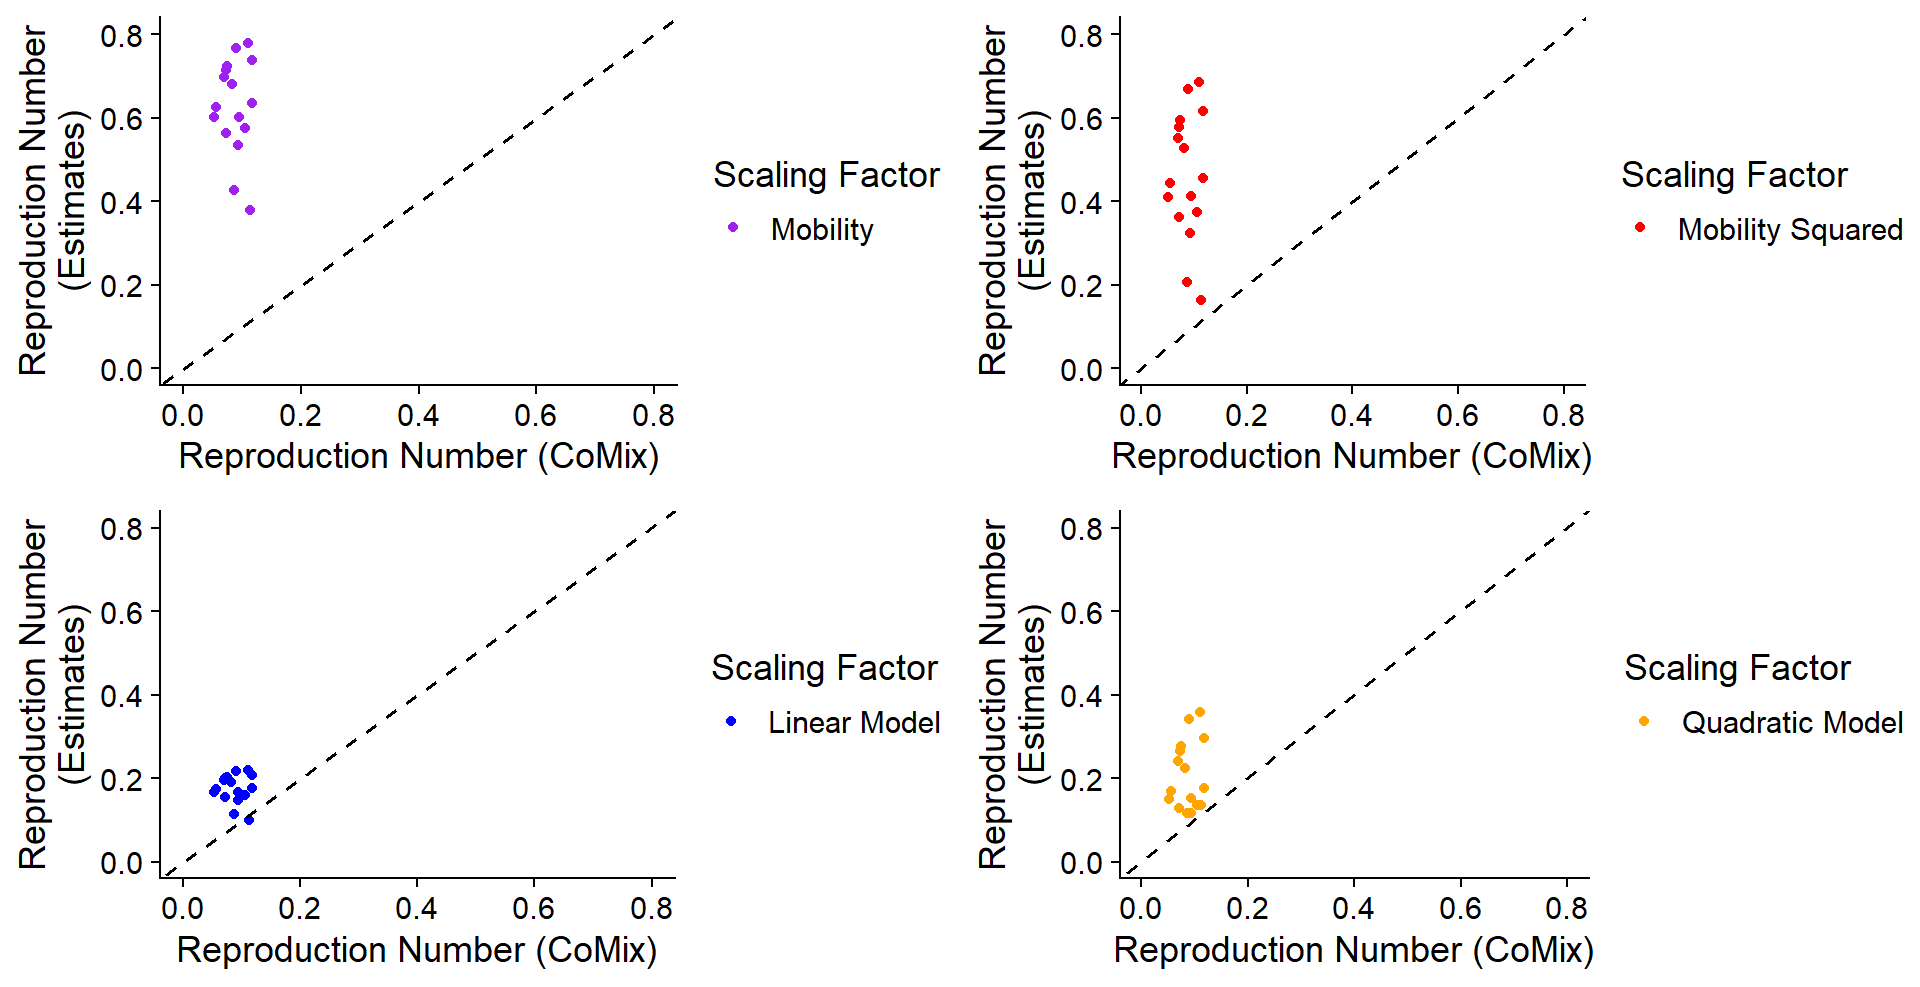 Reproduction Number
(Estimates)
0.8
0.6
0.4
0.2
0.0
0.0 0.2 0.4 0.6 0.8
Reproduction Number (CoMix)
Scaling Factor
Mobility
Reproduction Number
(Estimates)
0.8
0.6
0.4
0.2
0.0
0.0 0.2 0.4 0.6 0.8
Reproduction Number (CoMix)
Scaling Factor
Mobility Squared
Reproduction Number
(Estimates)
0.8
0.6
0.4
0.2
0.0
0.0 0.2 0.4 0.6 0.8
Reproduction Number (CoMix)
Scaling Factor
Linear Model
Reproduction Number
(Estimates)
0.8
0.6
0.4
0.2
0.0
0.0 0.2 0.4 0.6 0.8
Reproduction Number (CoMix)
Scaling Factor
Quadratic Model